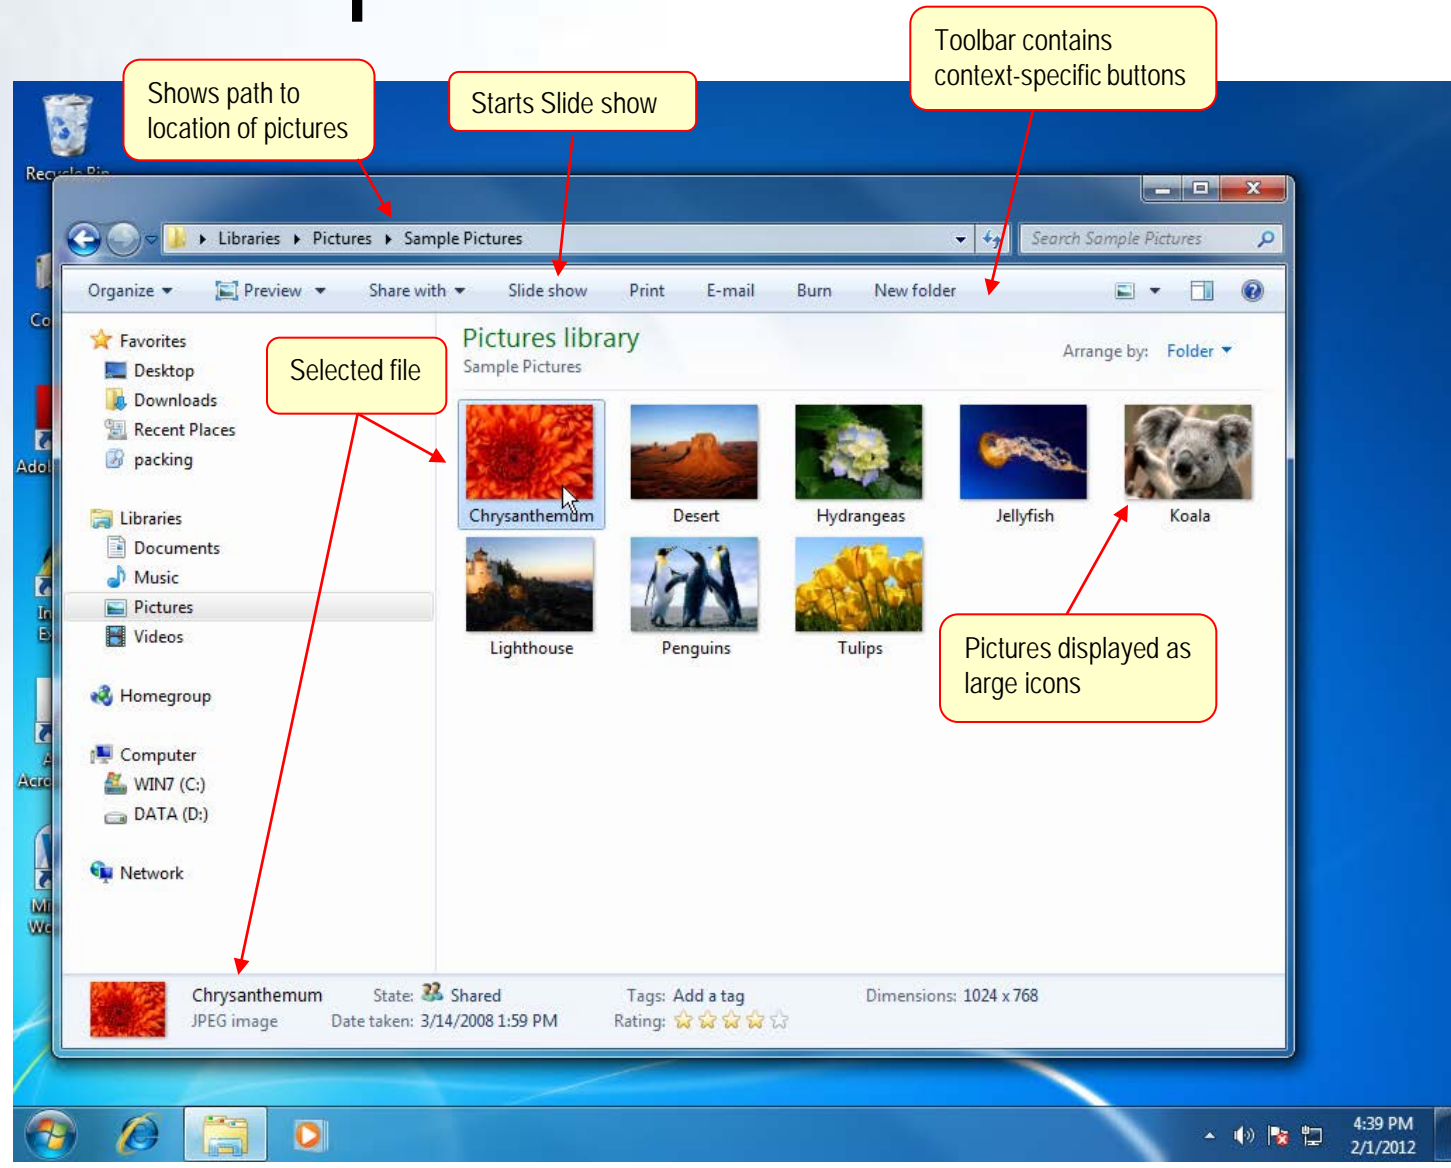 Toolbar contains
context-specific buttons
Shows path to
location of pictures
Starts Slide show
Libraries Pictures Sample Pictures
Search Sample Pictures
Organize Preview Share with Slide show Print E-mail Burn New folder
Favorites
Desktop
Downloads
Recent Places
packing
Libraries
Documents
Music
Pictures
Videos
Homegroup
Computer
WIN7 (C:)
DATA (D:)
Network
Selected file
Pictures library
Sample Pictures
Arrange by: Folder
Chrysanthemum Desert Hydrangeas Jellyfish Koala
Lighthouse Penguins Tulips
Pictures displayed as
large icons
Chrysanthemum State: Shared Tags: Add a tag Dimensions: 1024 x 768
JPEG image Date taken: 3/14/2008 1:59 PM Rating:
4:39 PM
2/1/2012